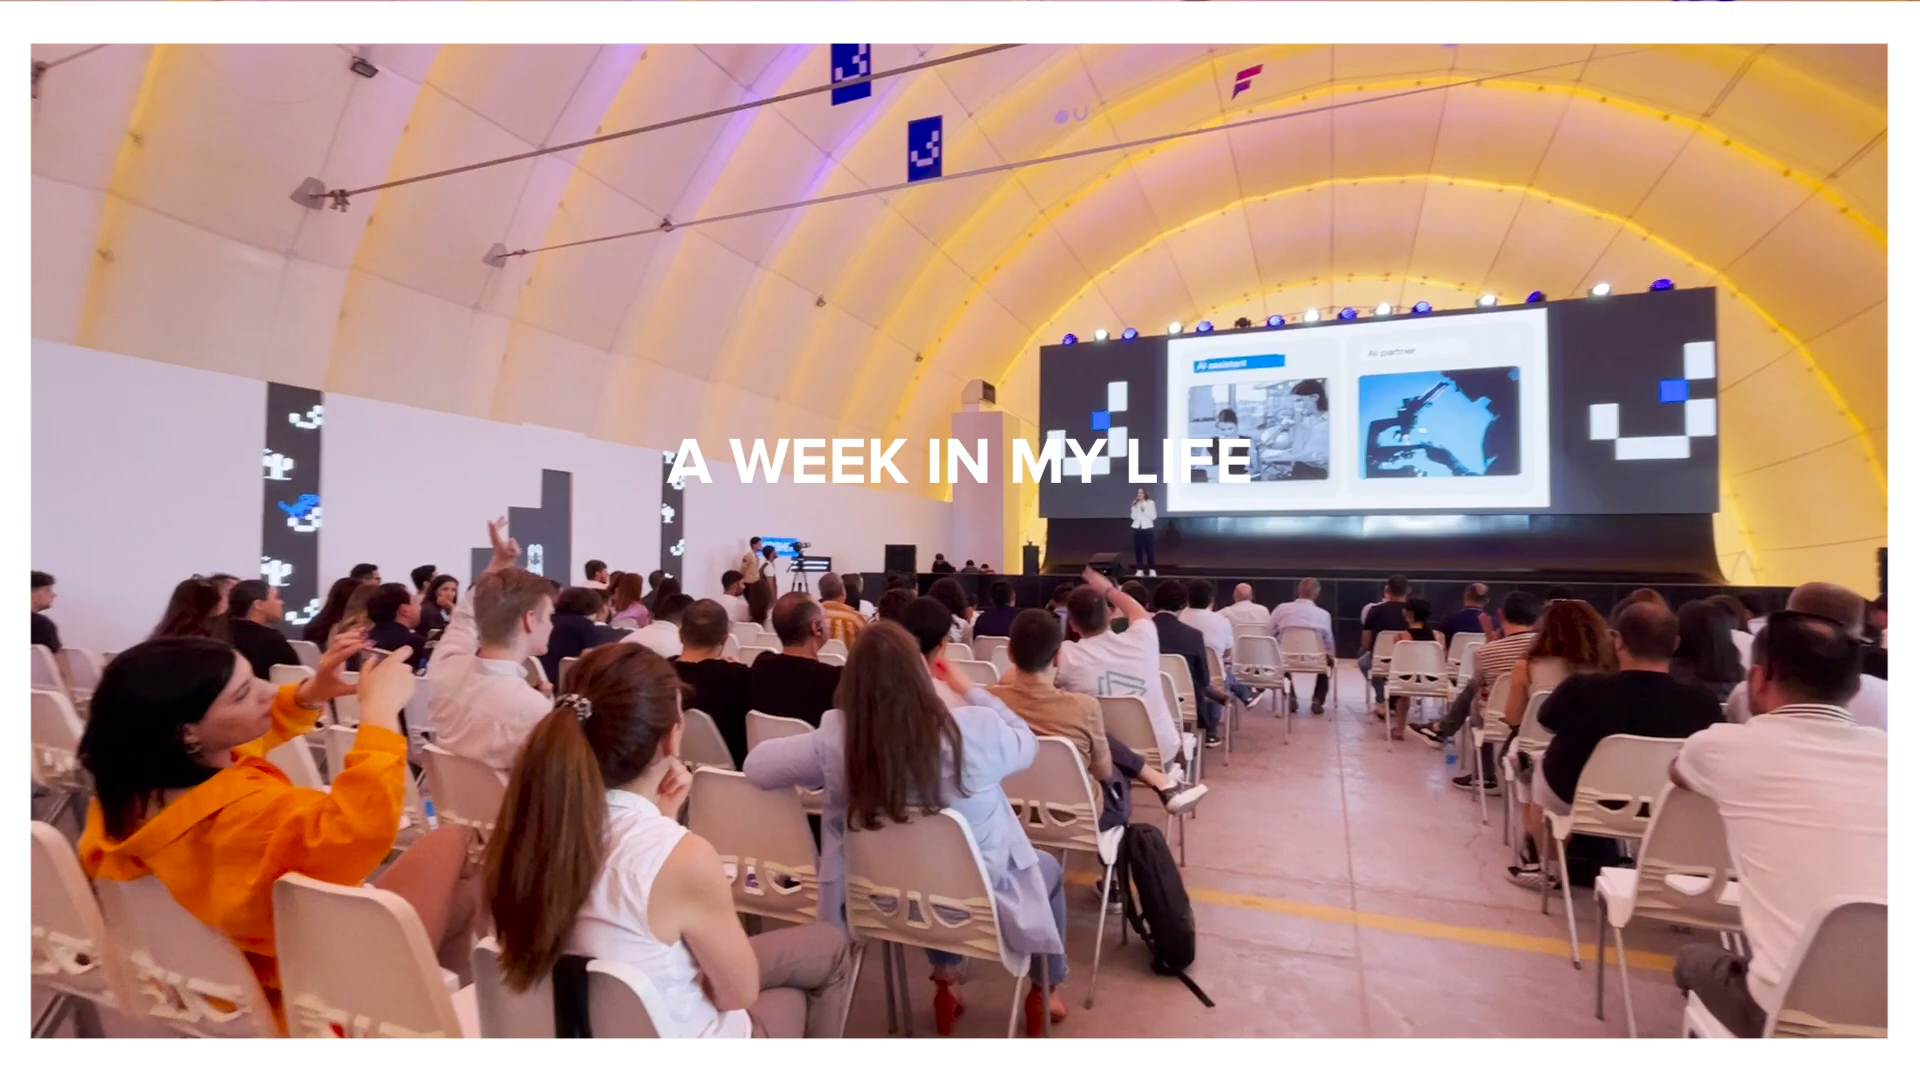 AI partner
AI assistant
A WEEK IN MY LIFE